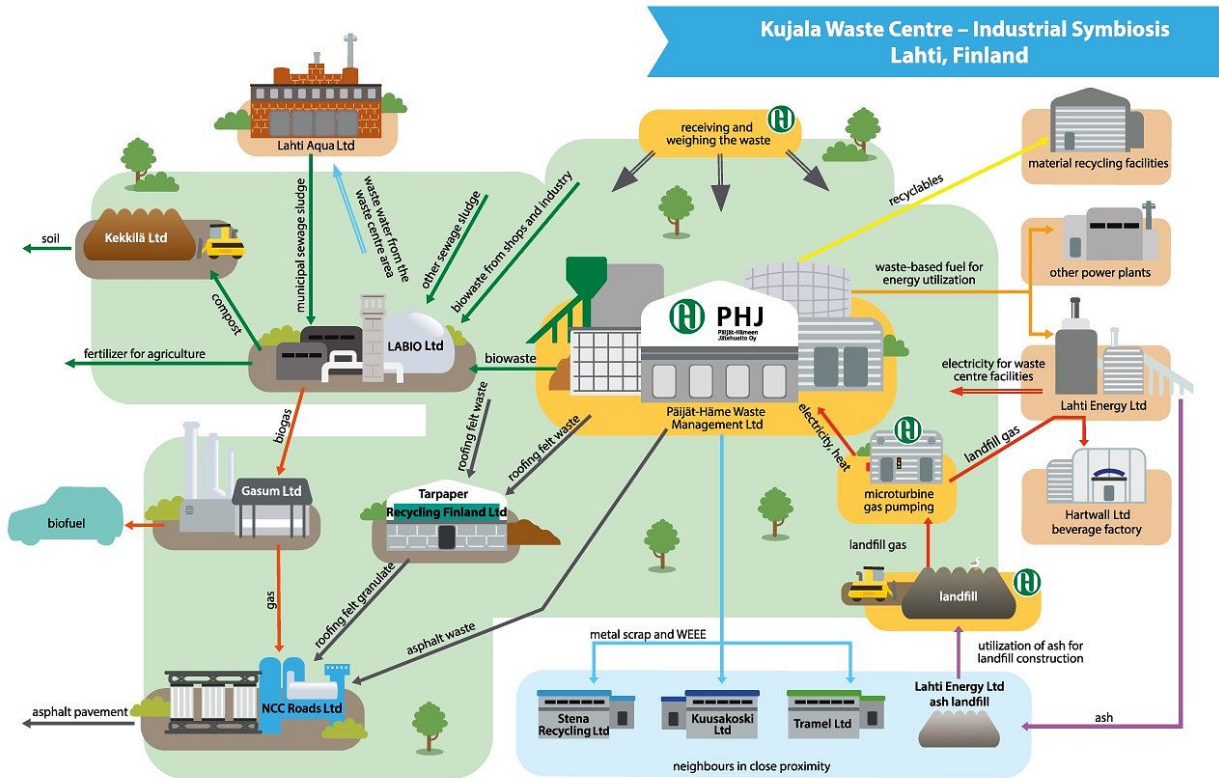 Kujala Waste Centre – Industrial Symbiosis
Lahti, Finland
receiving and
weighing the waste
Lahti Aqua Ltd
material recycling facilities
recyclables
municipal sewage sludge
waste water from the
waste centre area
other sewage sludge
biowaste from shops and industry
soil
Kekkilä Ltd
compost
waste-based fuel for
energy utilization
other power plants
fertilizer for agriculture
LABIO Ltd
biowaste
PHJ
Päijät-Hämeen
Jätehuolto Oy
Päijät-Häme Waste
Management Ltd
electricity for waste
centre facilities
Lahti Energy Ltd
biogas
roofing felt waste
roofing felt waste
electricity, heat
landfill gas
microturbine
gas pumping
Hartwall Ltd
beverage factory
Gasum Ltd
biofuel
Tarpaper
Recycling Finland Ltd
landfill gas
landfill
gas
roofing felt granulate
asphalt waste
metal scrap and WEEE
utilization of ash for
landfill construction
asphalt pavement
NCC Roads Ltd
Stena
Recycling Ltd
Kuusakoski
Ltd
Tramel Ltd
Lahti Energy Ltd
ash landfill
ash
neighbours in close proximity